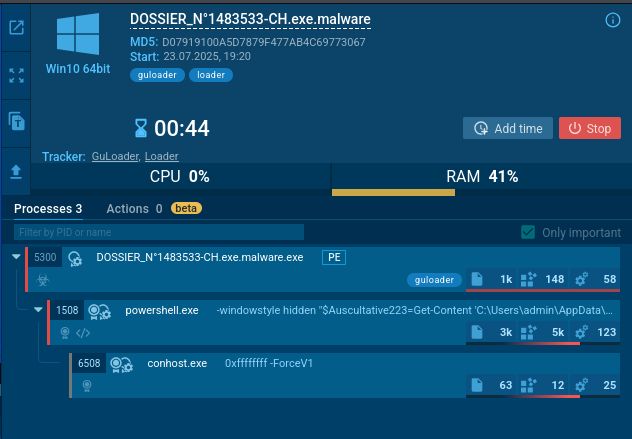 DOSSIER_N°1483533-CH.exe.malware
MD5: D07919100A5D7879F477AB4C69773067
Start: 23.07.2025, 19:20
Win10 64bit
guloader loader
00:44
Add time
Stop
Tracker: GuLoader, Loader
CPU 0%
RAM 41%
Processes 3 Actions 0 beta
Filter by PID or name
Only important
5300 DOSSIER_N°1483533-CH.exe.malware.exe PE
guloader 1k 148 58
1508 powershell.exe -windowstyle hidden "$Auscultative223=Get-Content 'C:\Users\admin\AppData\...
3k 5k 123
6508 conhost.exe 0xffffffff -ForceV1
63 12 25